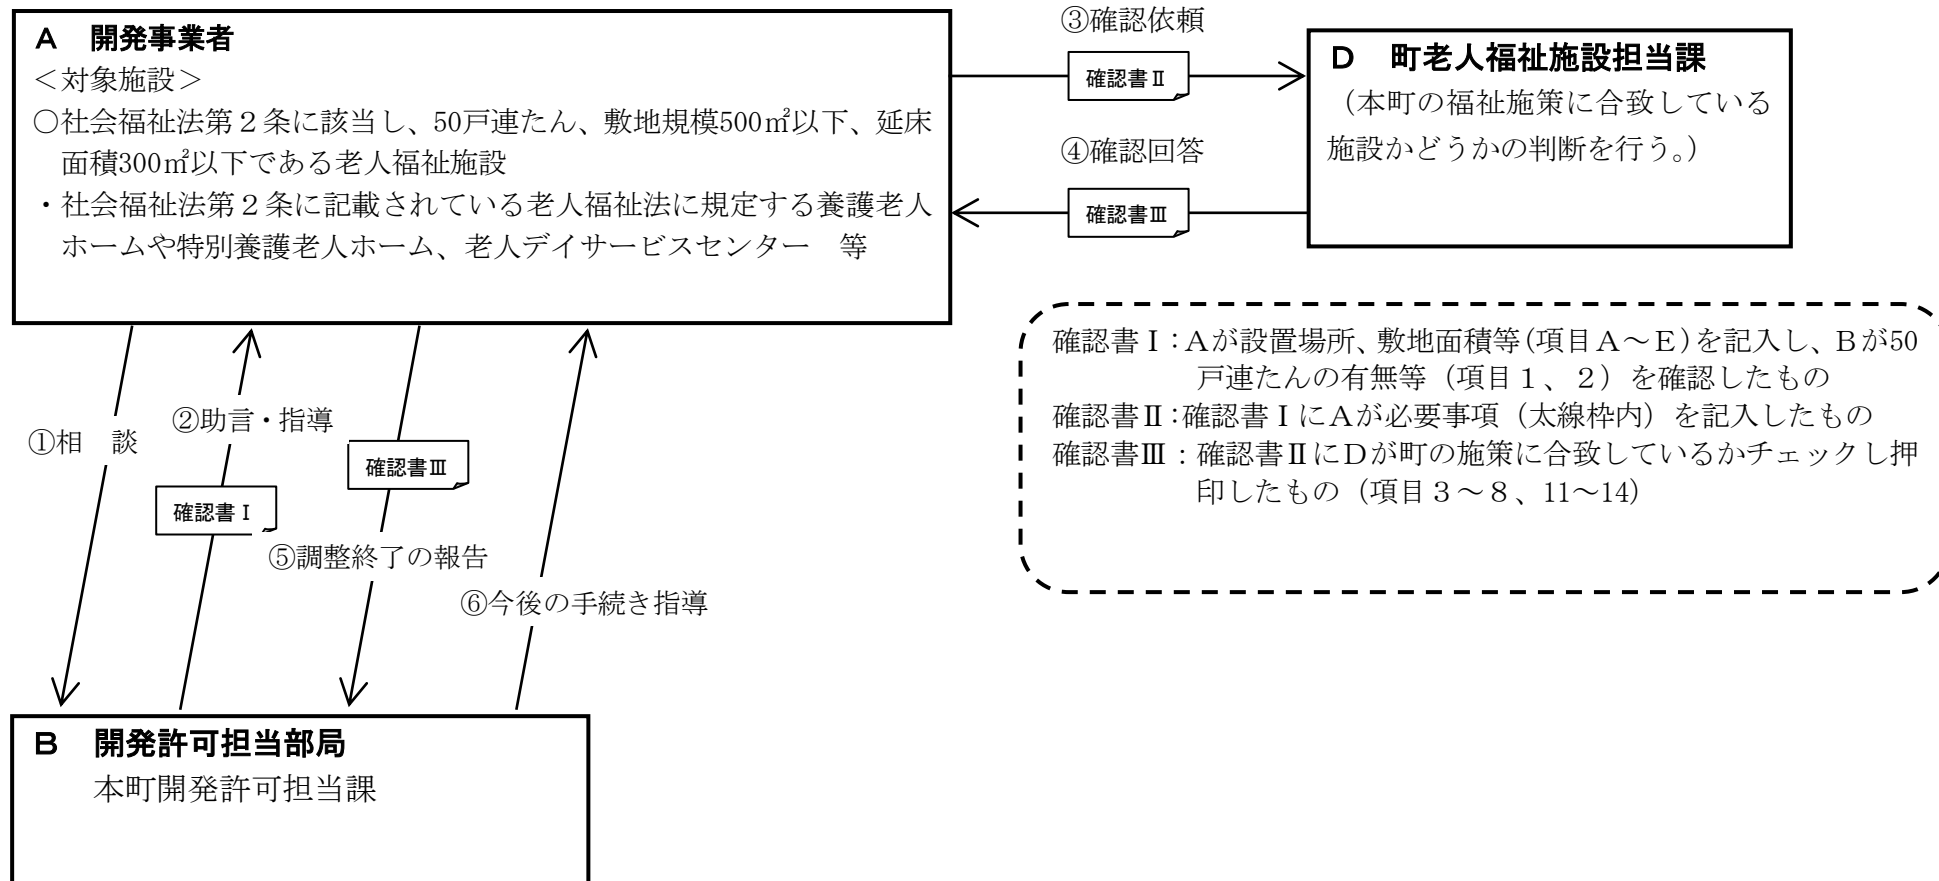 A 開発事業者
＜対象施設＞
○社会福祉法第２条に該当し、50戸連たん、敷地規模500㎡以下、延床
面積300㎡以下である老人福祉施設
・社会福祉法第２条に記載されている老人福祉法に規定する養護老人
ホームや特別養護老人ホーム、老人デイサービスセンター　等
③確認依頼
確認書Ⅱ
④確認回答
確認書Ⅲ
D 町老人福祉施設担当課
（本町の福祉施策に合致している
施設かどうかの判断を行う。）
確認書Ⅰ：Ａが設置場所、敷地面積等（項目Ａ～Ｅ）を記入し、Ｂが50
戸連たんの有無等（項目１、２）を確認したもの
確認書Ⅱ：確認書ⅠにＡが必要事項（太線枠内）を記入したもの
確認書Ⅲ：確認書ⅡにＤが町の施策に合致しているかチェックし押
印したもの（項目３～８、11～14）
①相　談
②助言・指導
確認書Ⅰ
確認書Ⅲ
⑤調整終了の報告
⑥今後の手続き指導
B 開発許可担当部局
本町開発許可担当課